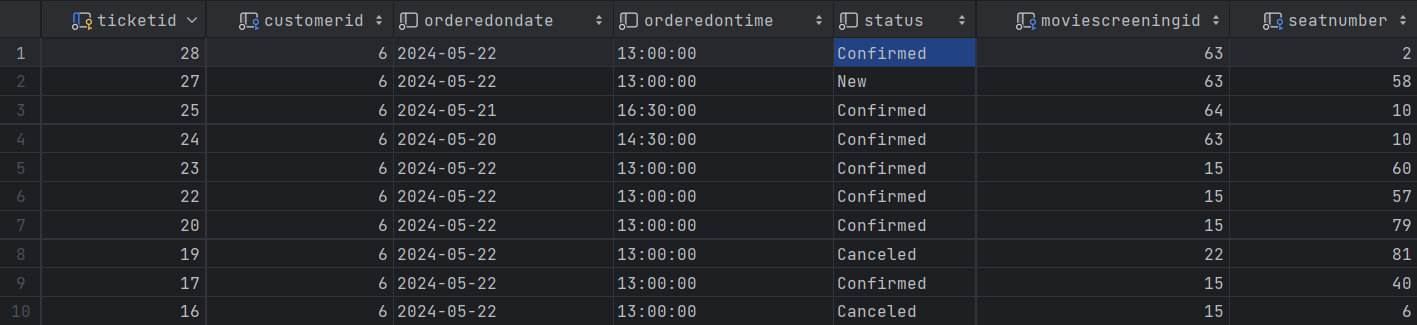 ticketid customerid orderedondate orderedontime status moviescreeningid seatnumber
1 28 6 2024-05-22 13:00:00 Confirmed 63 2
2 27 6 2024-05-22 13:00:00 New 63 58
3 25 6 2024-05-21 16:30:00 Confirmed 64 10
4 24 6 2024-05-20 14:30:00 Confirmed 63 10
5 23 6 2024-05-22 13:00:00 Confirmed 15 60
6 22 6 2024-05-22 13:00:00 Confirmed 15 57
7 20 6 2024-05-22 13:00:00 Confirmed 15 79
8 19 6 2024-05-22 13:00:00 Canceled 22 81
9 17 6 2024-05-22 13:00:00 Confirmed 15 40
10 16 6 2024-05-22 13:00:00 Canceled 15 6